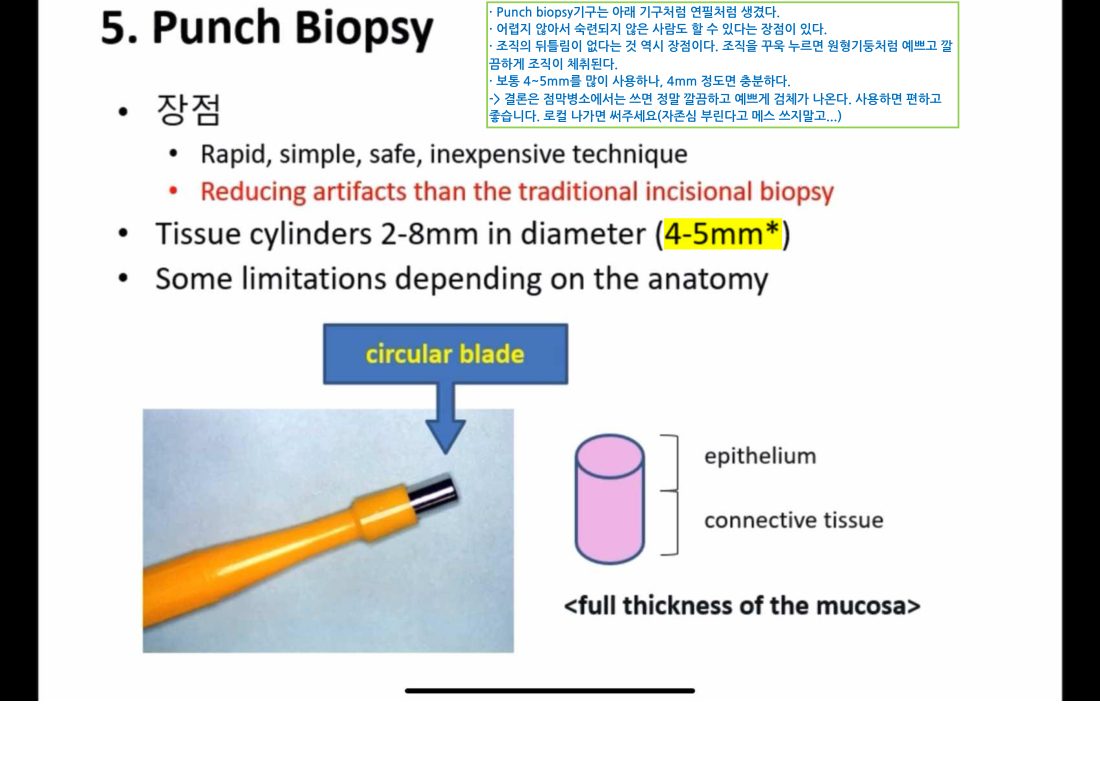 5. Punch Biopsy
· Punch biopsy기구는 아래 기구처럼 연필처럼 생겼다.
· 어렵지 않아서 숙련되지 않은 사람도 할 수 있다는 장점이 있다.
· 조직의 뒤틀림이 없다는 것 역시 장점이다. 조직을 꾸욱 누르면 원형기둥처럼 예쁘고 깔
끔하게 조직이 체취된다.
· 보통 4~5mm를 많이 사용하나, 4mm 정도면 충분하다.
-> 결론은 점막병소에서는 쓰면 정말 깔끔하고 예쁘게 검체가 나온다. 사용하면 편하고
좋습니다. 로컬 나가면 써주세요(자존심 부린다고 메스 쓰지말고...)
• 장점
• Rapid, simple, safe, inexpensive technique
• Reducing artifacts than the traditional incisional biopsy
• Tissue cylinders 2-8mm in diameter (4-5mm*)
• Some limitations depending on the anatomy
circular blade
epithelium
connective tissue
<full thickness of the mucosa>